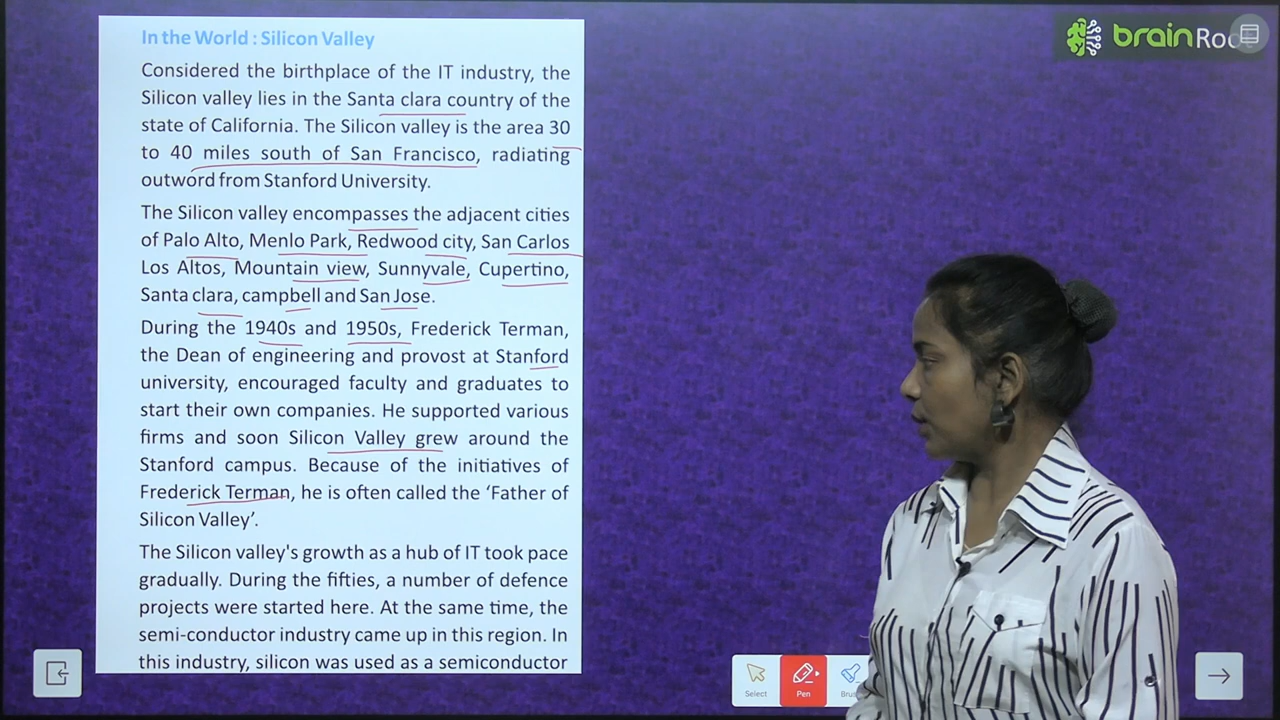 In the World : Silicon Valley
Considered the birthplace of the IT industry, the
Silicon valley lies in the Santa clara country of the
state of California. The Silicon valley is the area 30
to 40 miles south of San Francisco, radiating
outword from Stanford University.
The Silicon valley encompasses the adjacent cities
of Palo Alto, Menlo Park, Redwood city, San Carlos
Los Altos, Mountain view, Sunnyvale, Cupertino,
Santa clara, campbell and San Jose.
During the 1940s and 1950s, Frederick Terman,
the Dean of engineering and provost at Stanford
university, encouraged faculty and graduates to
start their own companies. He supported various
firms and soon Silicon Valley grew around the
Stanford campus. Because of the initiatives of
Frederick Terman, he is often called the ‘Father of
Silicon Valley’.
The Silicon valley's growth as a hub of IT took pace
gradually. During the fifties, a number of defence
projects were started here. At the same time, the
semi-conductor industry came up in this region. In
this industry, silicon was used as a semiconductor
brain
Select
Pen